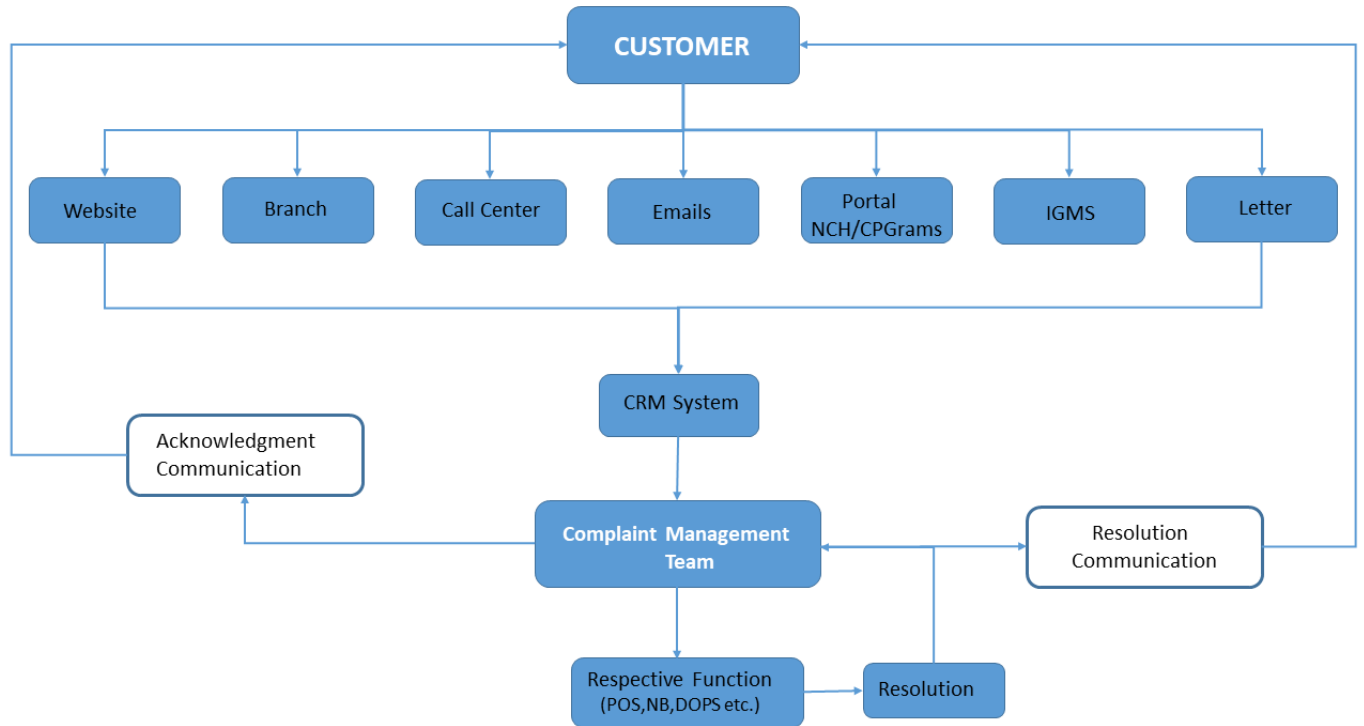 CUSTOMER
Website
Branch
Call Center
Emails
Portal
NCH/CPGrams
IGMS
Letter
CRM System
Acknowledgment
Communication
Complaint Management
Team
Resolution
Communication
Respective Function
(POS,NB,DOPS etc.)
Resolution